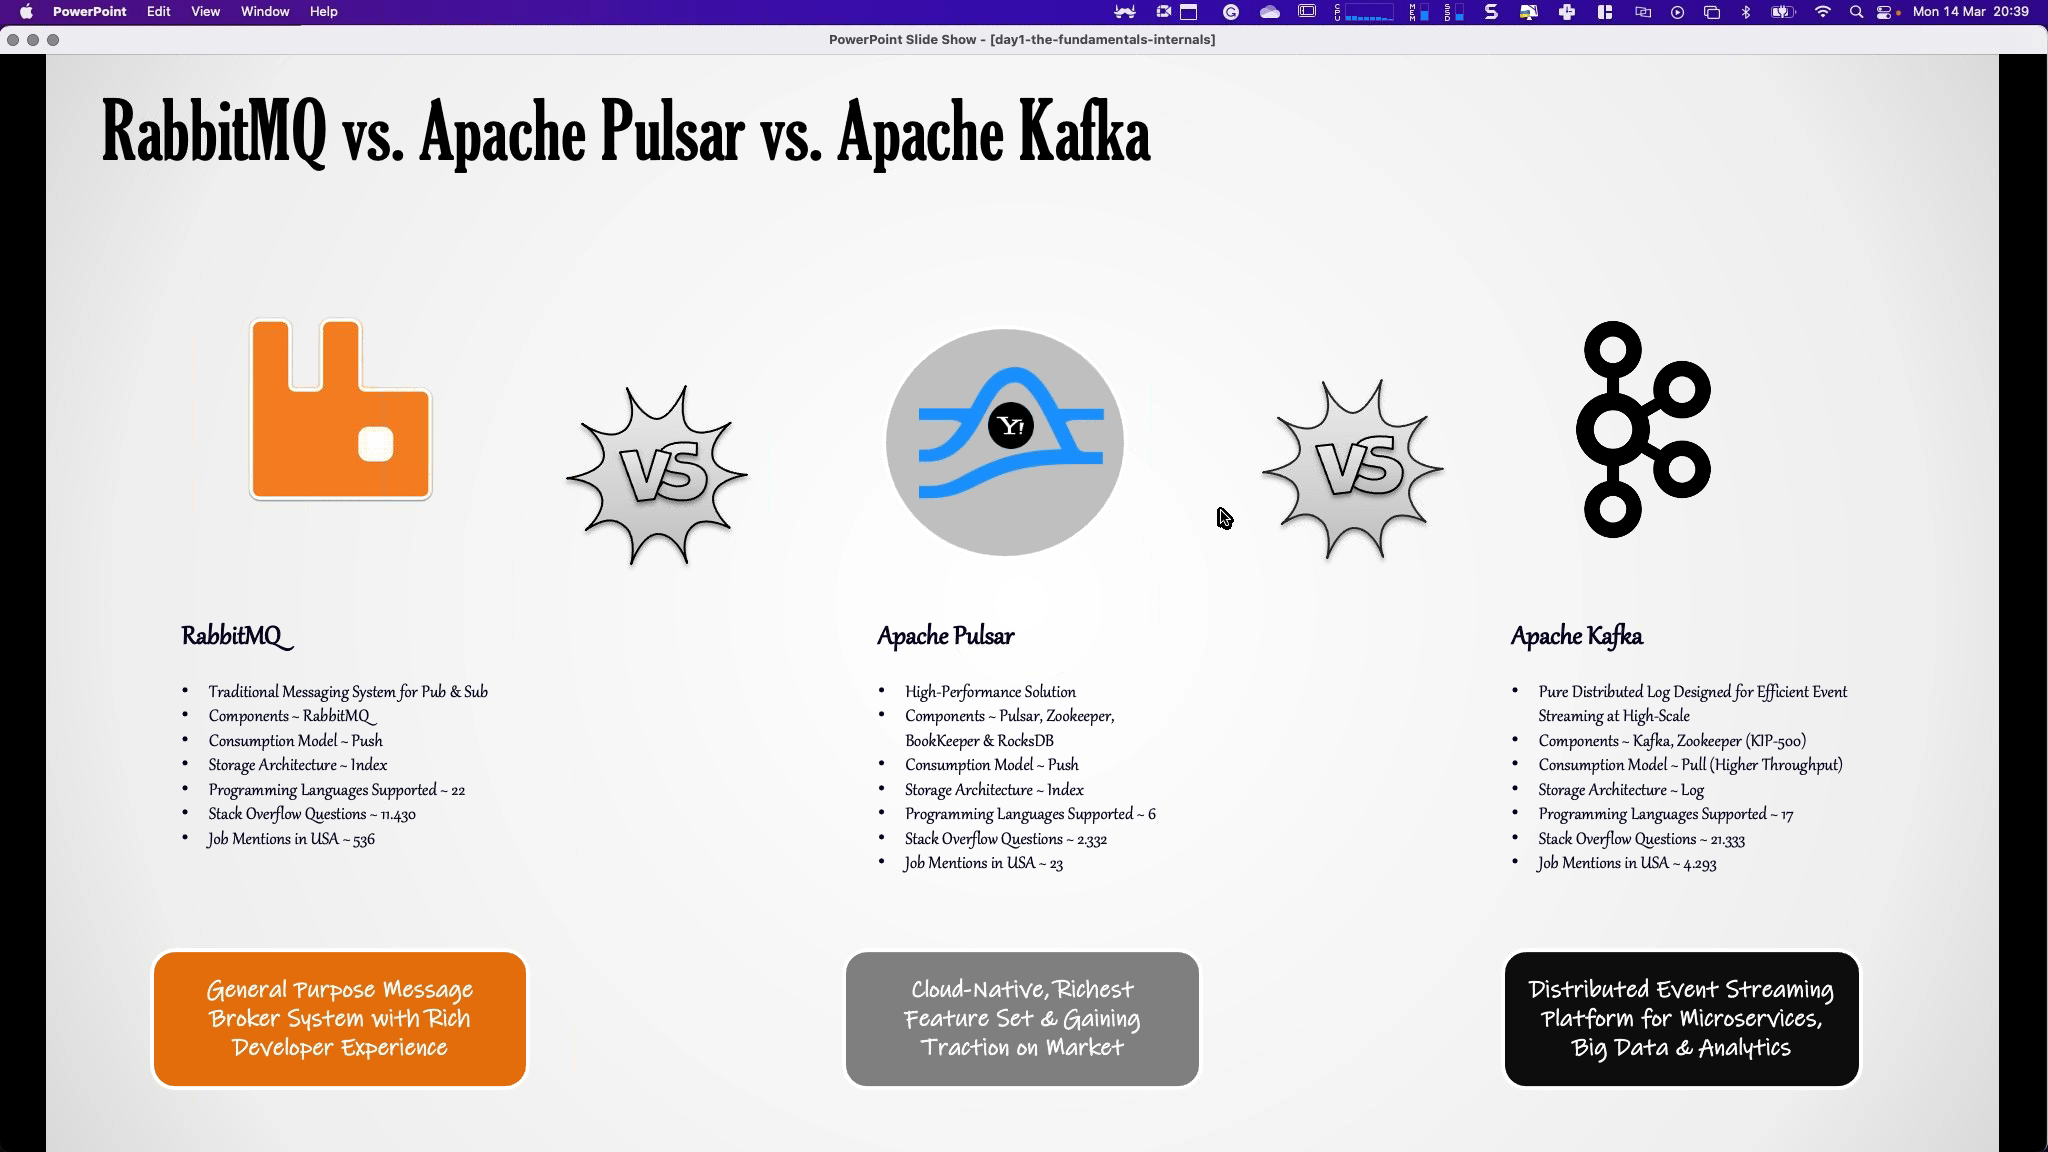 PowerPoint Edit View Window Help
Mon 14 Mar 20:39
PowerPoint Slide Show - [day1-the-fundamentals-internals]
RabbitMQ vs. Apache Pulsar vs. Apache Kafka
VS
Y!
VS
RabbitMQ
• Traditional Messaging System for Pub & Sub
• Components ~ RabbitMQ
• Consumption Model ~ Push
• Storage Architecture ~ Index
• Programming Languages Supported ~ 22
• Stack Overflow Questions ~ 11.430
• Job Mentions in USA ~ 536
General Purpose Message
Broker System with Rich
Developer Experience
Apache Pulsar
• High-Performance Solution
• Components ~ Pulsar, Zookeeper,
BookKeeper & RocksDB
• Consumption Model ~ Push
• Storage Architecture ~ Index
• Programming Languages Supported ~ 6
• Stack Overflow Questions ~ 2.332
• Job Mentions in USA ~ 23
Cloud-Native, Richest
Feature Set & Gaining
Traction on Market
Apache Kafka
• Pure Distributed Log Designed for Efficient Event
Streaming at High-Scale
• Components ~ Kafka, Zookeeper (KIP-500)
• Consumption Model ~ Pull (Higher Throughput)
• Storage Architecture ~ Log
• Programming Languages Supported ~ 17
• Stack Overflow Questions ~ 21.333
• Job Mentions in USA ~ 4.293
Distributed Event Streaming
Platform for Microservices,
Big Data & Analytics